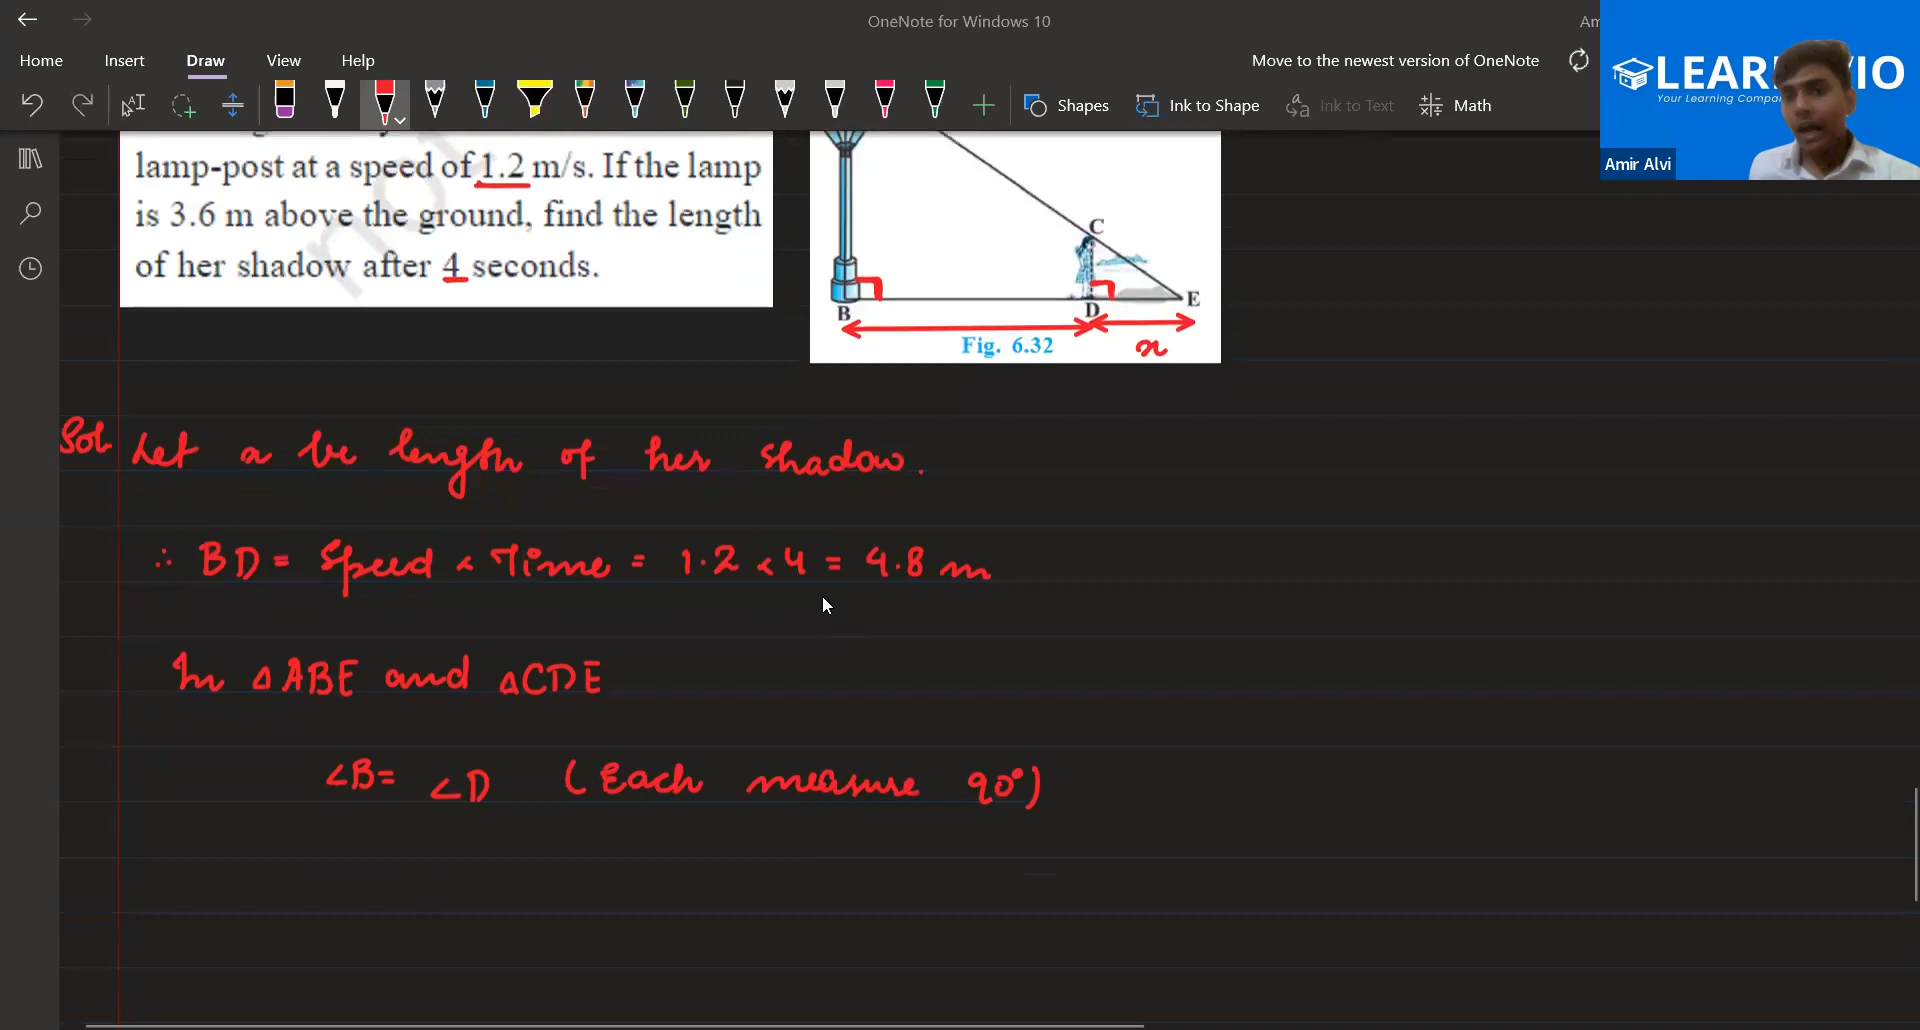 OneNote for Windows 10
Home Insert Draw View Help
Move to the newest version of OneNote
Shapes Ink to Shape Ink to Text Math
Your Learning
Amir Alvi
lamp-post at a speed of 1.2 m/s. If the lamp
is 3.6 m above the ground, find the length
of her shadow after 4 seconds.
C
B
D
E
Fig. 6.32
x
Sol. Let x be length of her shadow.
∴ BD = Speed × Time = 1.2 × 4 = 4.8 m
In ΔABE and ΔCDE
∠B = ∠D (Each measure 90°)